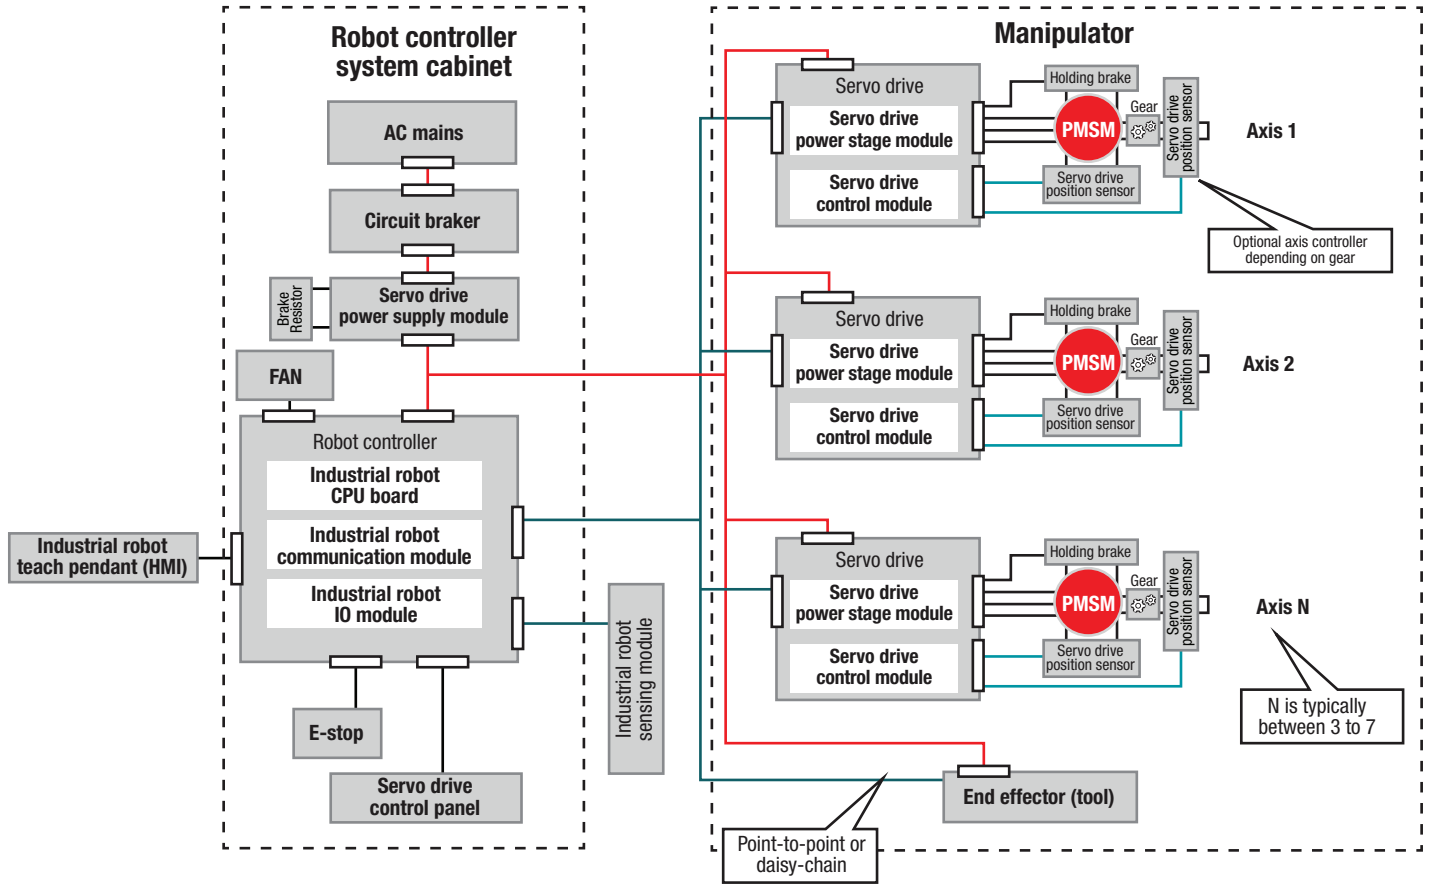 Robot controller
system cabinet
AC mains
Circuit braker
Brake
Resistor
Servo drive
power supply module
FAN
Robot controller
Industrial robot
CPU board
Industrial robot
communication module
Industrial robot
IO module
Industrial robot
teach pendant (HMI)
E-stop
Servo drive
control panel
Industrial robot
sensing module
Manipulator
Servo drive
Servo drive
power stage module
Servo drive
control module
Holding brake
PMSM
Gear
Servo drive
position sensor
Servo drive
position sensor
Axis 1
Optional axis controller
depending on gear
Servo drive
Servo drive
power stage module
Servo drive
control module
Holding brake
PMSM
Gear
Servo drive
position sensor
Servo drive
position sensor
Axis 2
Servo drive
Servo drive
power stage module
Servo drive
control module
Holding brake
PMSM
Gear
Servo drive
position sensor
Servo drive
position sensor
Axis N
N is typically
between 3 to 7
End effector (tool)
Point-to-point or
daisy-chain